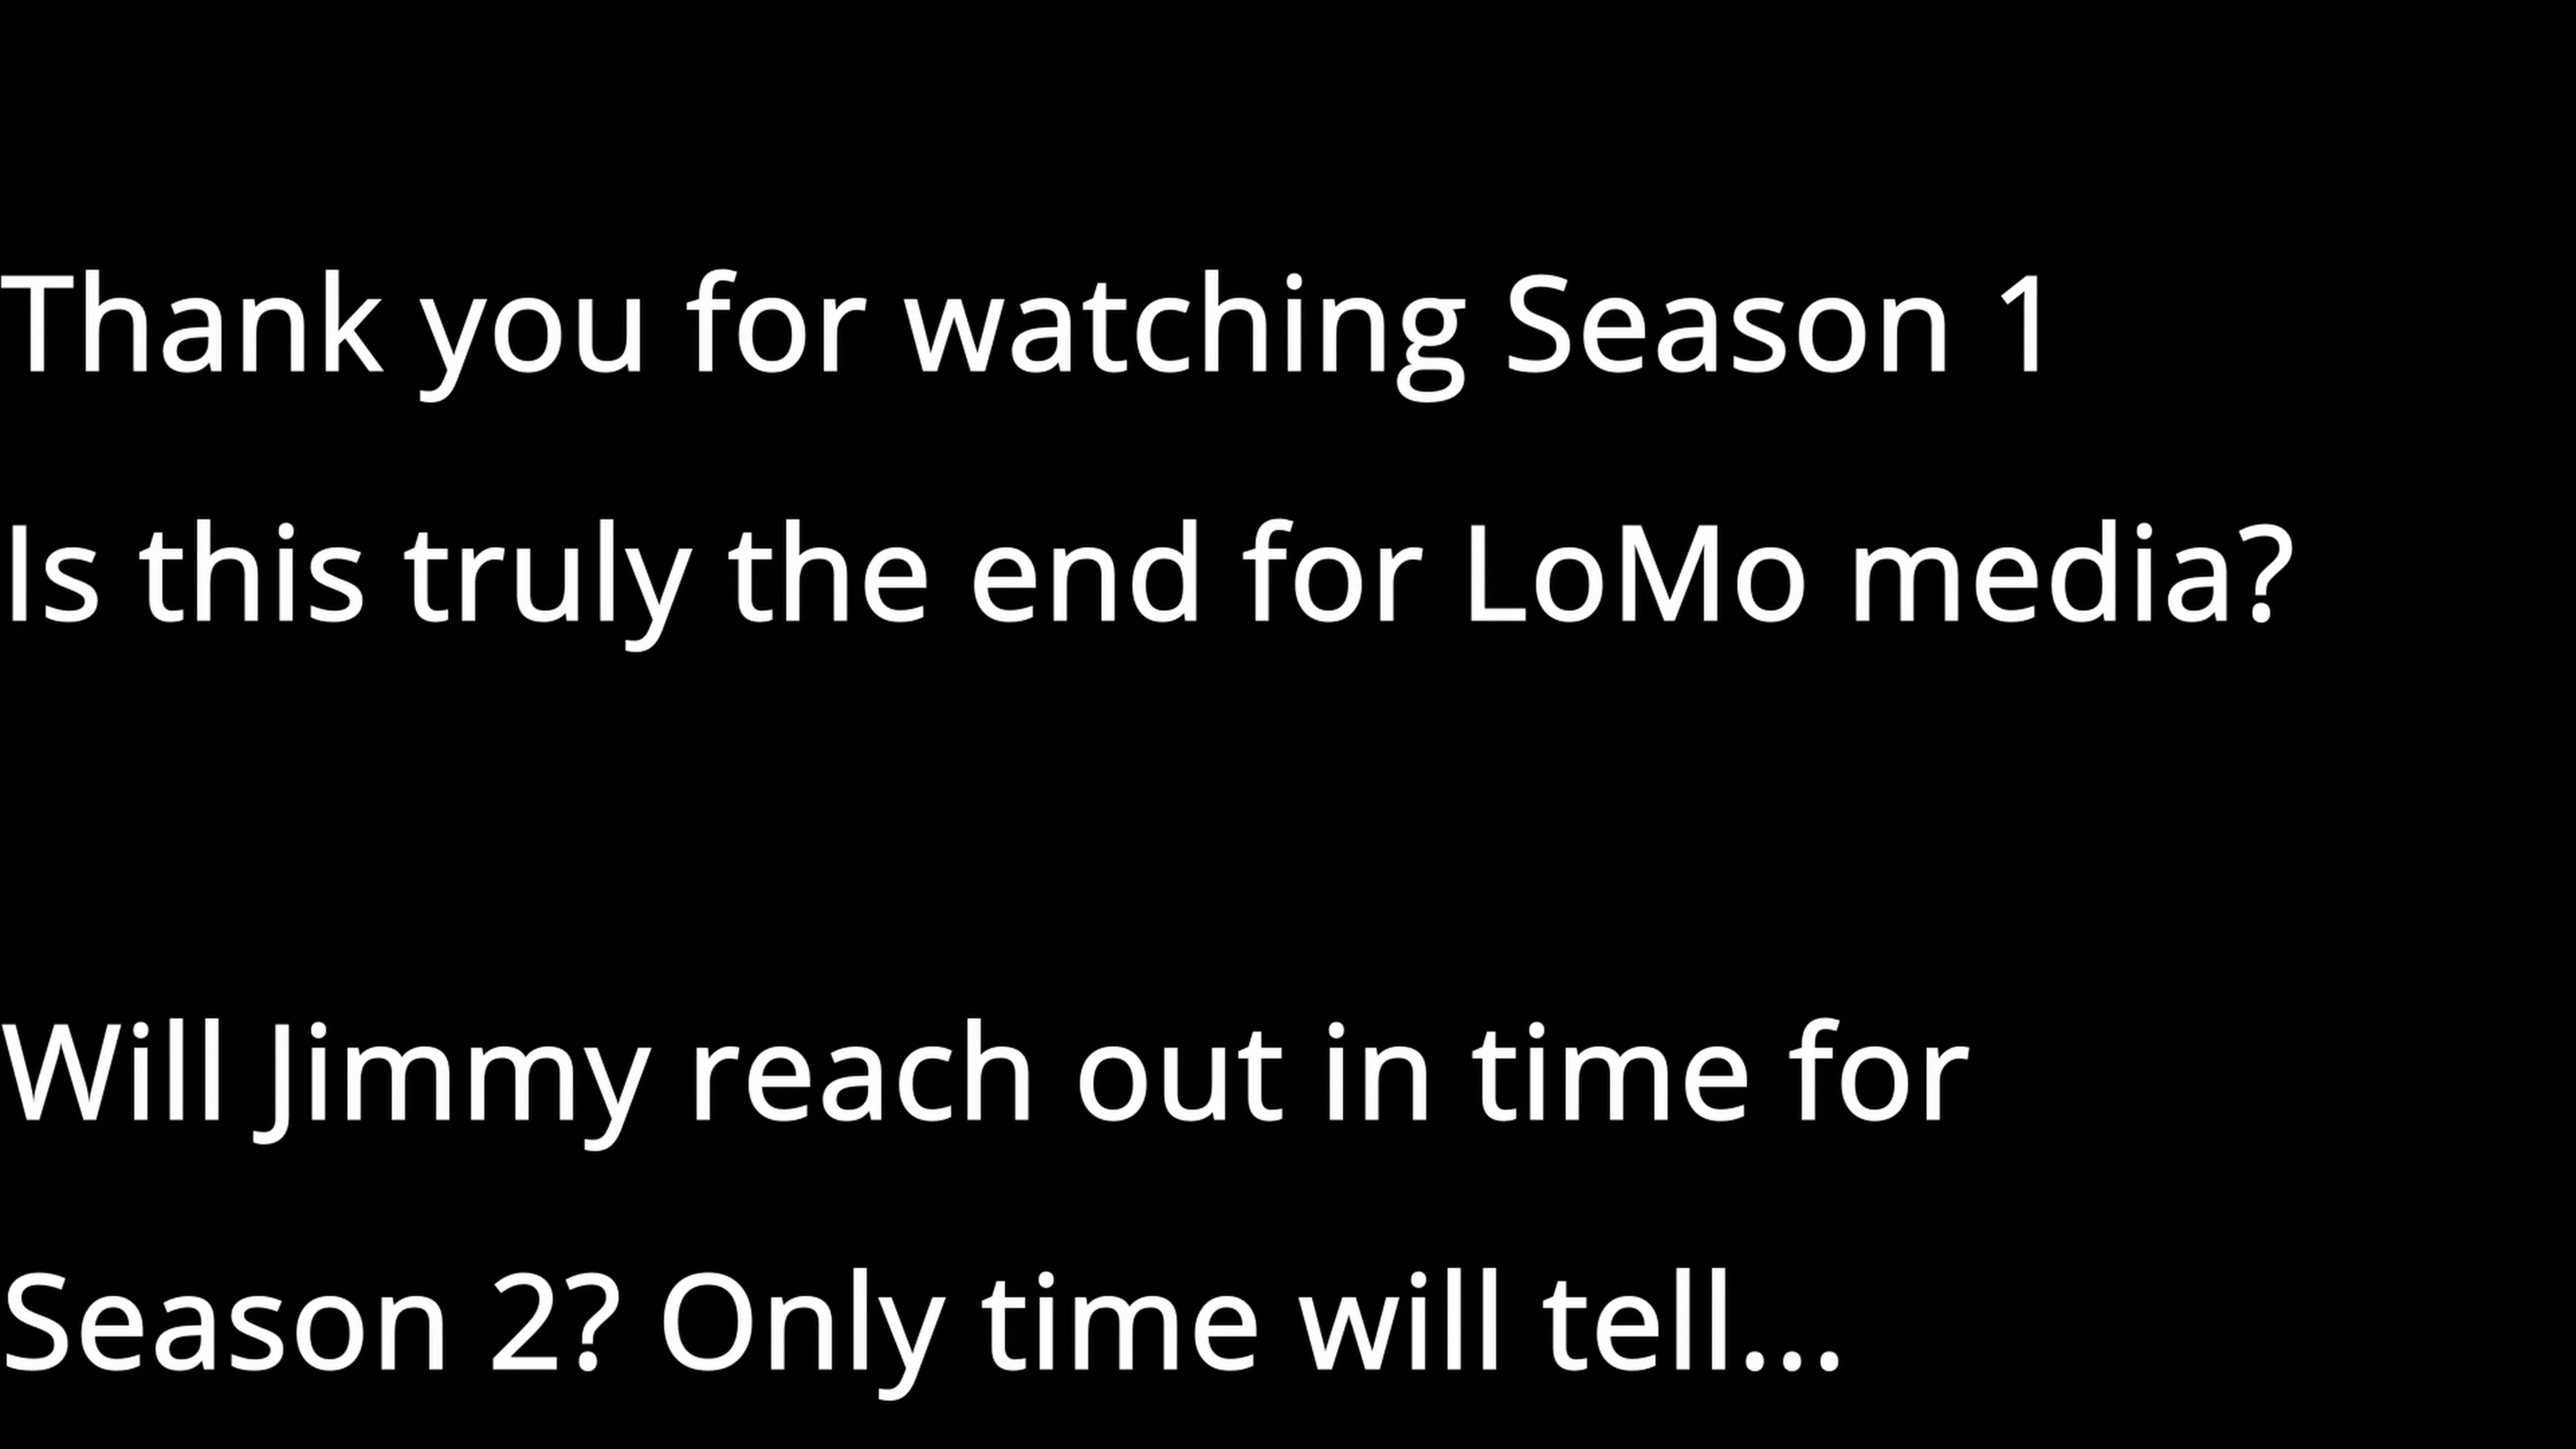 Thank you for watching Season 1
Is this truly the end for LoMo media?
Will Jimmy reach out in time for
Season 2? Only time will tell...